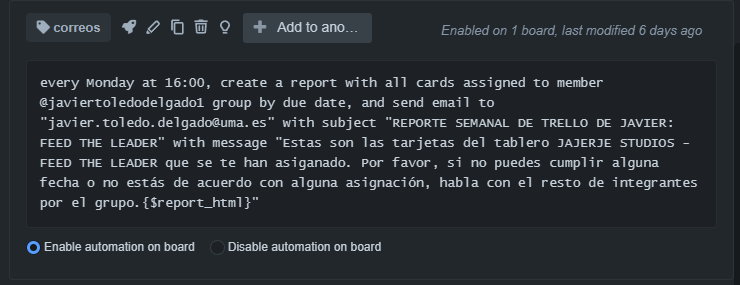 correos
Add to ano...
Enabled on 1 board, last modified 6 days ago
every Monday at 16:00, create a report with all cards assigned to member
@javiertoledodelgado1 group by due date, and send email to
"javier.toledo.delgado@uma.es" with subject "REPORTE SEMANAL DE TRELLO DE JAVIER:
FEED THE LEADER" with message "Estas son las tarjetas del tablero JAJERJE STUDIOS -
FEED THE LEADER que se te han asiganado. Por favor, si no puedes cumplir alguna
fecha o no estás de acuerdo con alguna asignación, habla con el resto de integrantes
por el grupo.{$report_html}"
Enable automation on board
Disable automation on board